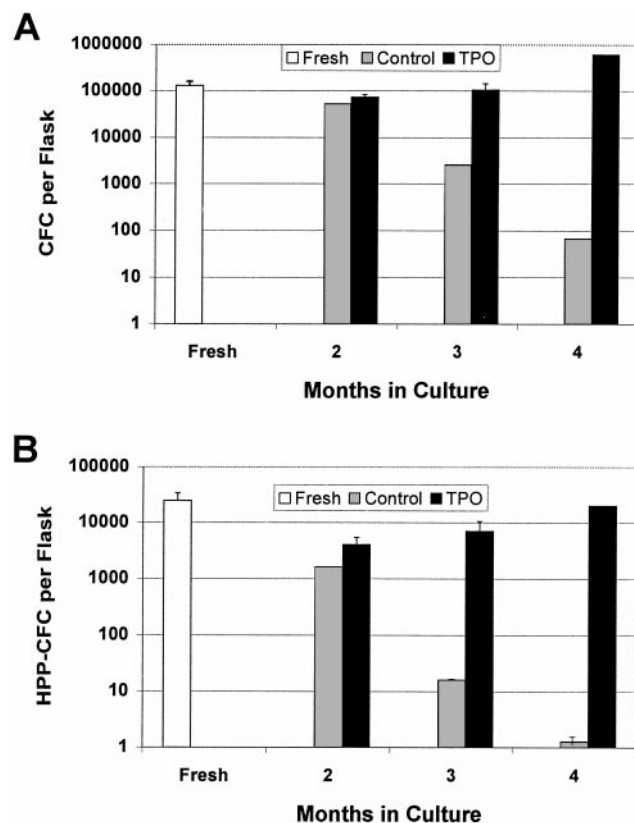 A
1000000
100000
10000
1000
100
10
1
CFC per Flask
Fresh Control TPO
Fresh 2 3 4
Months in Culture
B
100000
10000
1000
100
10
1
HPP-CFC per Flask
Fresh Control TPO
Fresh 2 3 4
Months in Culture